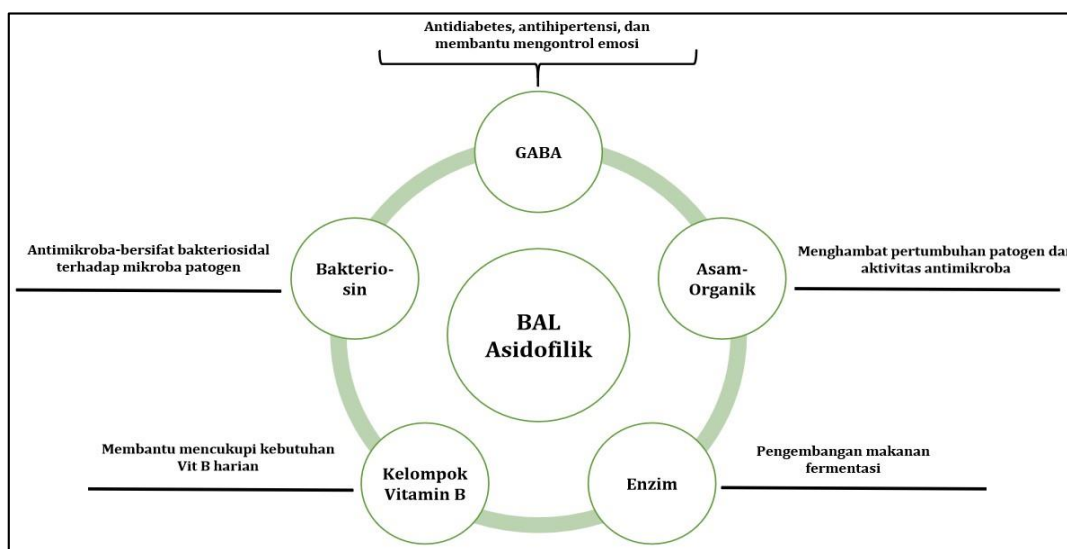 Antidiabetes, antihipertensi, dan
membantu mengontrol emosi
GABA
Antimikroba-bersifat bakteriosidal
terhadap mikroba patogen
Bakterio-
sin
Asam-
Organik
Menghambat pertumbuhan patogen dan
aktivitas antimikroba
BAL
Asidofilik
Membantu mencukupi kebutuhan
Vit B harian
Kelompok
Vitamin B
Enzim
Pengembangan makanan
fermentasi